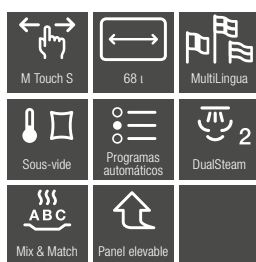 M Touch S
68 ι
MultiLingua
Sous-vide
Programas
automáticos
2
DualSteam
ABC
Mix & Match
Panel elevable